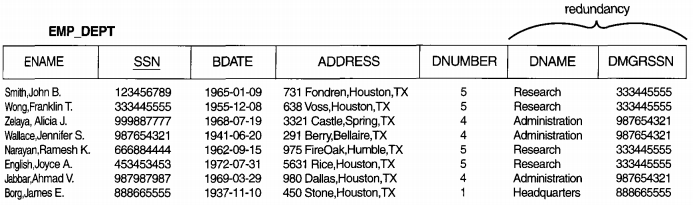 redundancy
EMP_DEPT
ENAME SSN BDATE ADDRESS DNUMBER DNAME DMGRSSN
Smith,John B. 123456789 1965-01-09 731 Fondren,Houston,TX 5 Research 333445555
Wong,Franklin T. 333445555 1955-12-08 638 Voss,Houston,TX 5 Research 333445555
Zelaya, Alicia J. 999887777 1968-07-19 3321 Castle,Spring,TX 4 Administration 987654321
Wallace,Jennifer S. 987654321 1941-06-20 291 Berry,Bellaire,TX 4 Administration 987654321
Narayan,Ramesh K. 666884444 1962-09-15 975 FireOak,Humble,TX 5 Research 333445555
English,Joyce A. 453453453 1972-07-31 5631 Rice,Houston,TX 5 Research 333445555
Jabbar,Ahmad V. 987987987 1969-03-29 980 Dallas,Houston,TX 4 Administration 987654321
Borg,James E. 888665555 1937-11-10 450 Stone,Houston,TX 1 Headquarters 888665555